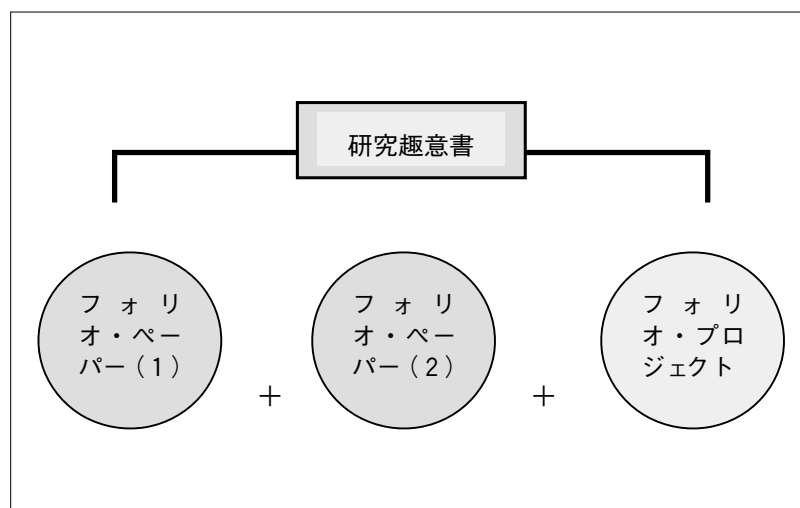 研究趣意書
フォリ
オ・ペー
パー(1)
フォリ
オ・ペー
パー(2)
フォリ
オ・プロ
ジェクト
+
+